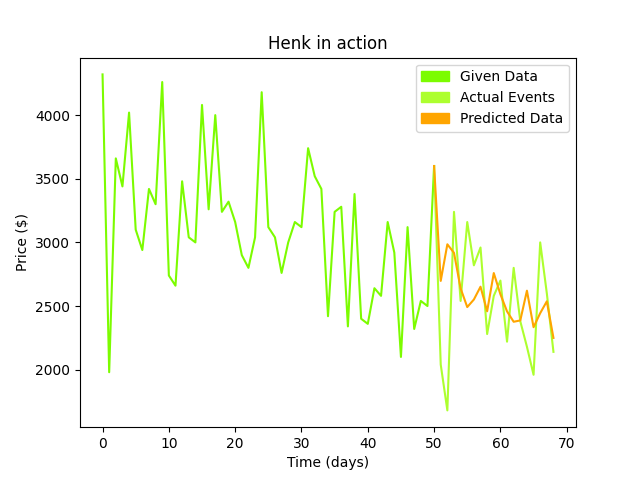 Henk in action
Given Data
Actual Events
Predicted Data
Price ($)
4000
3500
3000
2500
2000
0 10 20 30 40 50 60 70
Time (days)